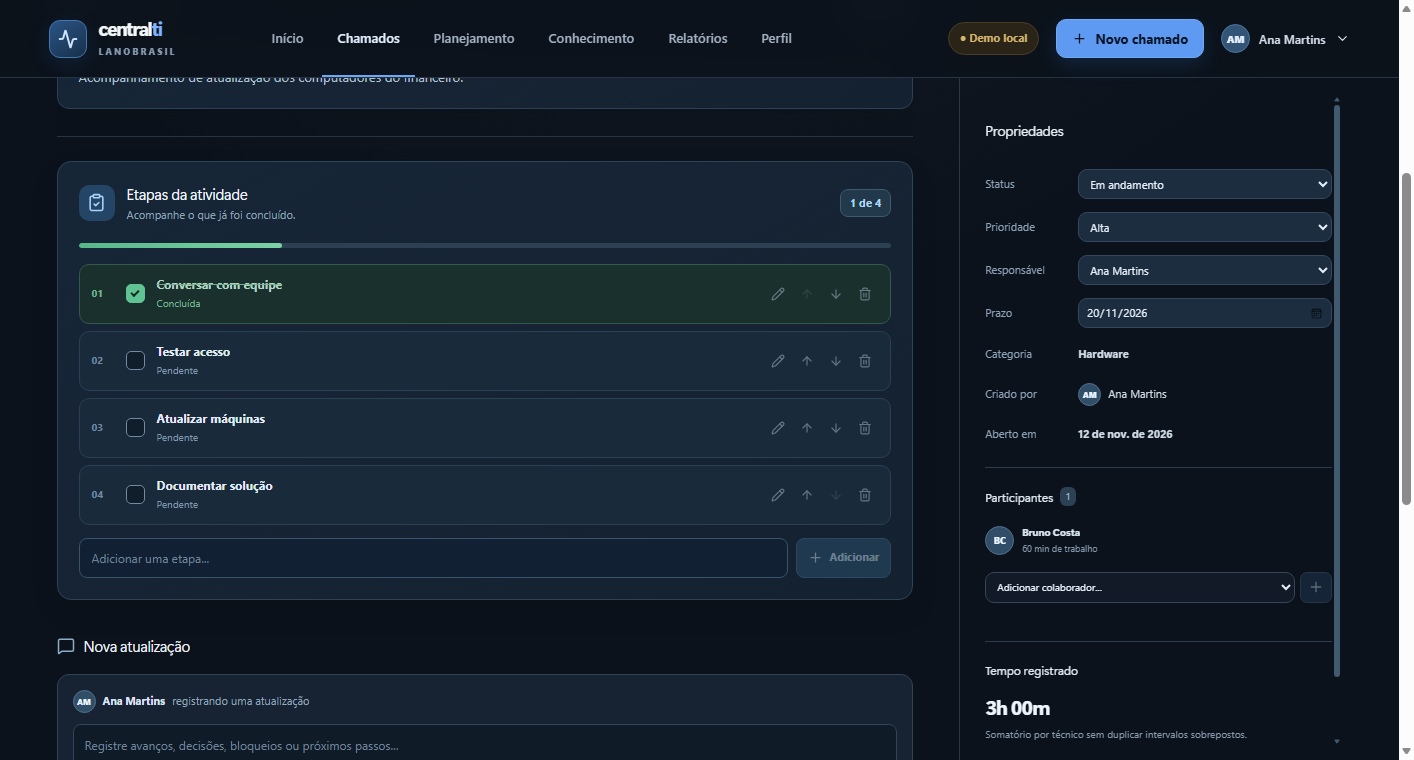 centralti
LANOBRASIL
Início
Chamados
Planejamento
Conhecimento
Relatórios
Perfil
Demo local
Novo chamado
AM
Ana Martins
Acompanhamento de atualização dos computadores do financeiro.
Etapas da atividade
Acompanhe o que já foi concluído.
1 de 4
01
Conversar com equipe
Concluída
02
Testar acesso
Pendente
03
Atualizar máquinas
Pendente
04
Documentar solução
Pendente
Adicionar uma etapa...
Adicionar
Nova atualização
AM Ana Martins registrando uma atualização
Registre avanços, decisões, bloqueios ou próximos passos...
Propriedades
Status Em andamento
Prioridade Alta
Responsável Ana Martins
Prazo 20/11/2026
Categoria Hardware
Criado por AM Ana Martins
Aberto em 12 de nov. de 2026
Participantes 1
BC
Bruno Costa
60 min de trabalho
Adicionar colaborador...
Tempo registrado
3h 00m
Somatório por técnico sem duplicar intervalos sobrepostos.